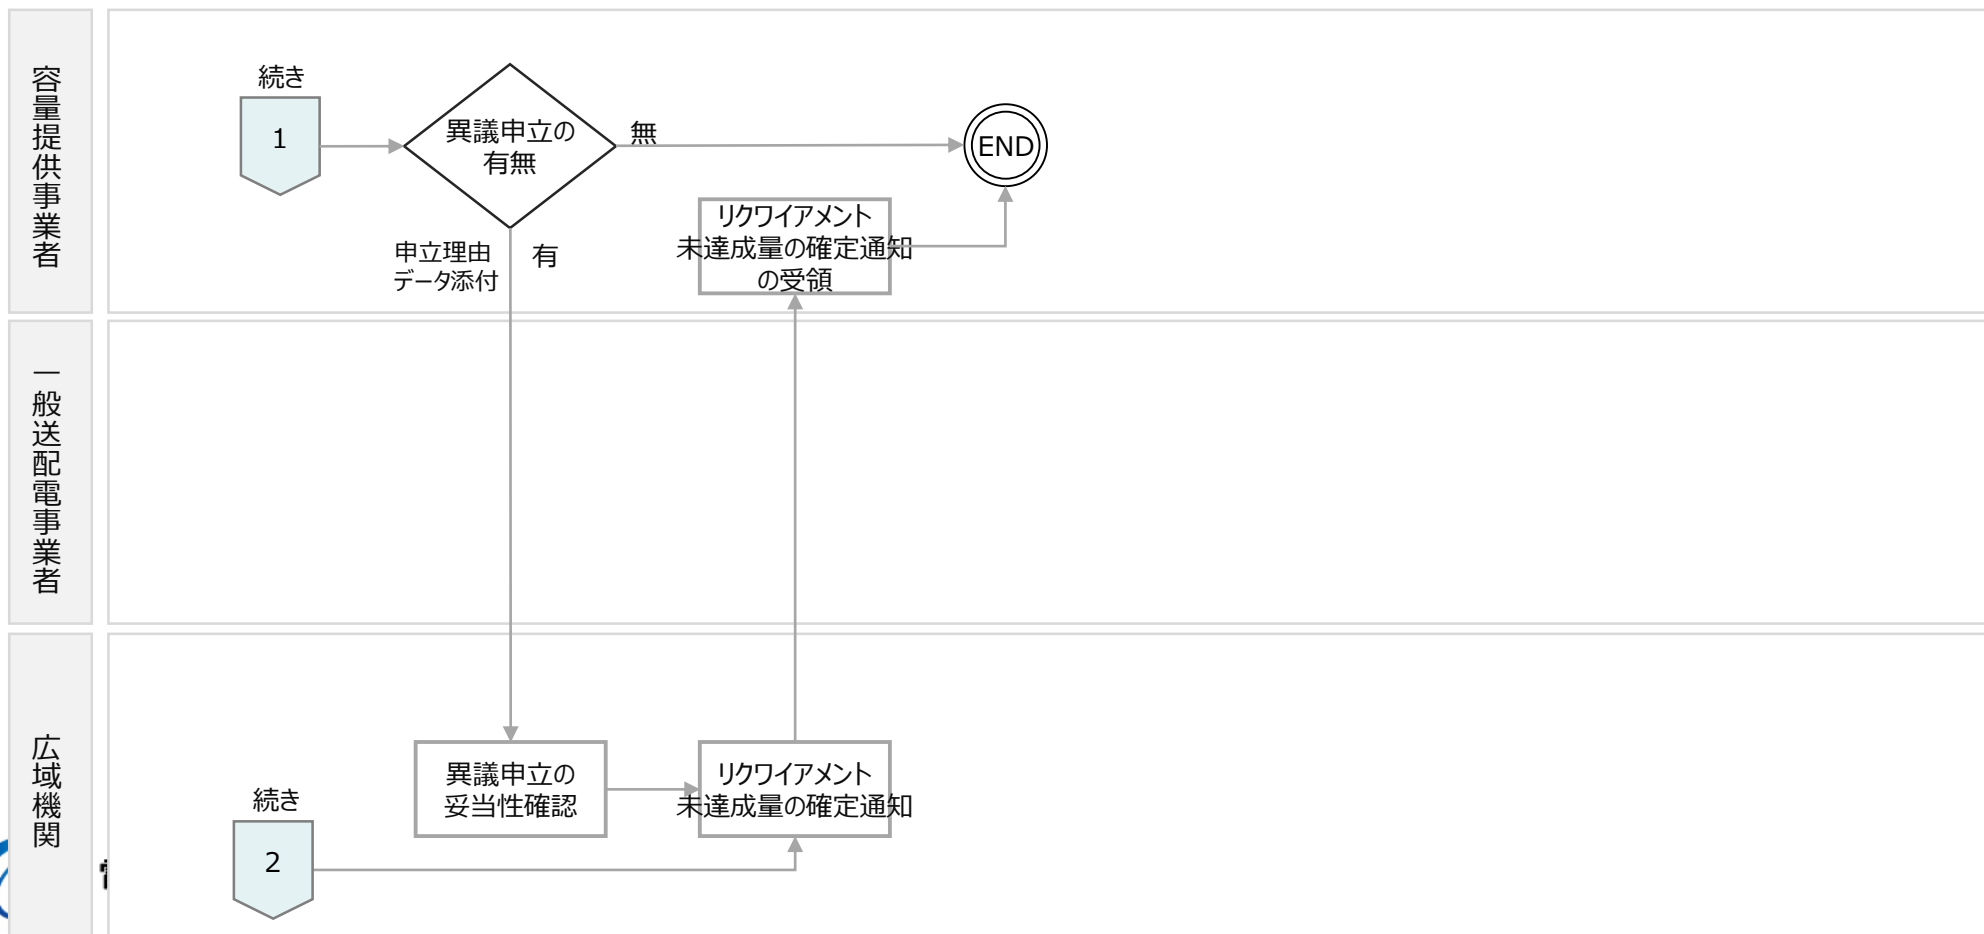 容量提供事業者
続き
1
異議申立の
有無
無
END
リクワイアメント
未達成量の確定通知
の受領
申立理由
データ添付
有
一般送配電事業者
広域機関
異議申立の
妥当性確認
リクワイアメント
未達成量の確定通知
続き
2